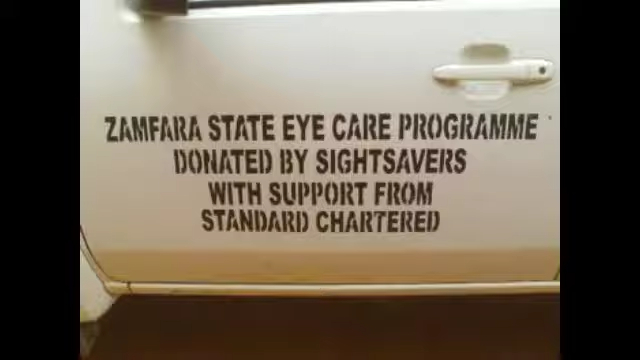 ZAMFARA STATE EYE CARE PROGRAMME
DONATED BY SIGHTSAVERS
WITH SUPPORT FROM
STANDARD CHARTERED